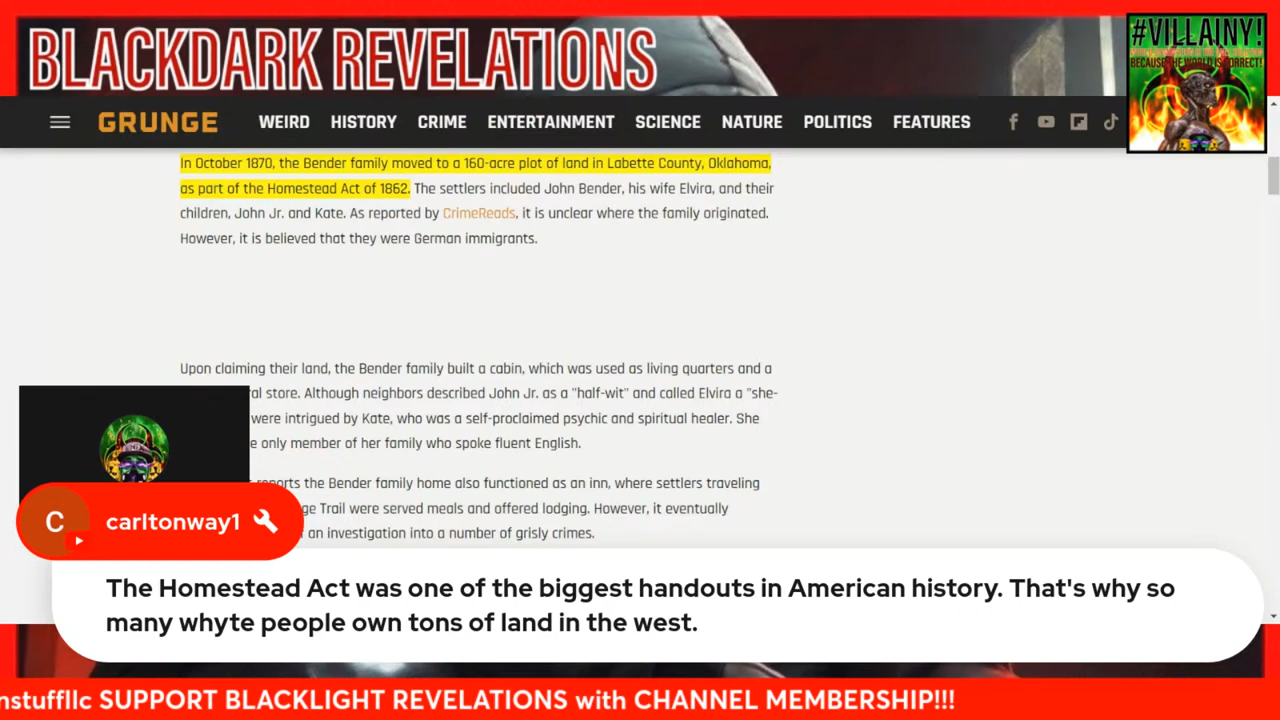 BLACKDARK REVELATIONS
#VILLAINY!
BECAUSE THE WORLD IS CORRECT!
GRUNGE WEIRD HISTORY CRIME ENTERTAINMENT SCIENCE NATURE POLITICS FEATURES
In October 1870, the Bender family moved to a 160-acre plot of land in Labette County, Oklahoma,
as part of the Homestead Act of 1862. The settlers included John Bender, his wife Elvira, and their
children, John Jr. and Kate. As reported by CrimeReads, it is unclear where the family originated.
However, it is believed that they were German immigrants.
Upon claiming their land, the Bender family built a cabin, which was used as living quarters and a
al store. Although neighbors described John Jr. as a "half-wit" and called Elvira a "she-
were intrigued by Kate, who was a self-proclaimed psychic and spiritual healer. She
e only member of her family who spoke fluent English.
reports the Bender family home also functioned as an inn, where settlers traveling
ge Trail were served meals and offered lodging. However, it eventually
an investigation into a number of grisly crimes.
C carltonway1
The Homestead Act was one of the biggest handouts in American history. That's why so
many whyte people own tons of land in the west.
nstuffllc SUPPORT BLACKLIGHT REVELATIONS with CHANNEL MEMBERSHIP!!!